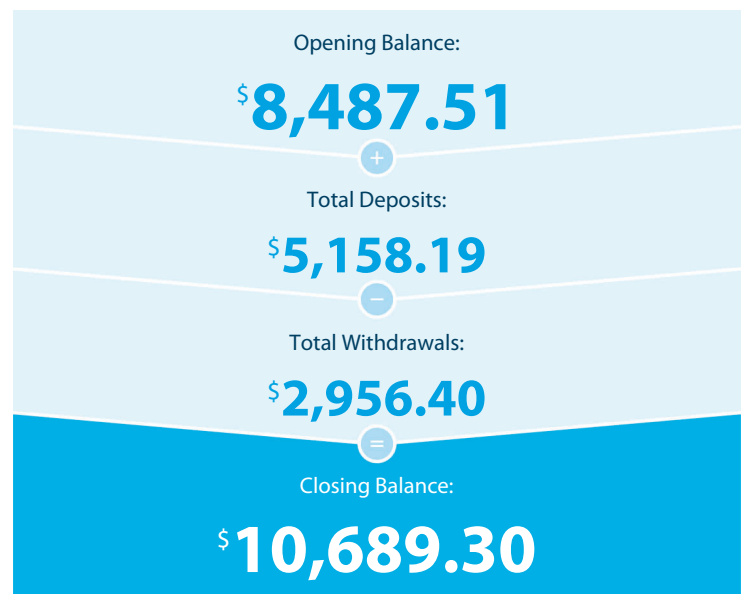 Opening Balance:
$8,487.51
+
Total Deposits:
$5,158.19
−
Total Withdrawals:
$2,956.40
=
Closing Balance:
$10,689.30